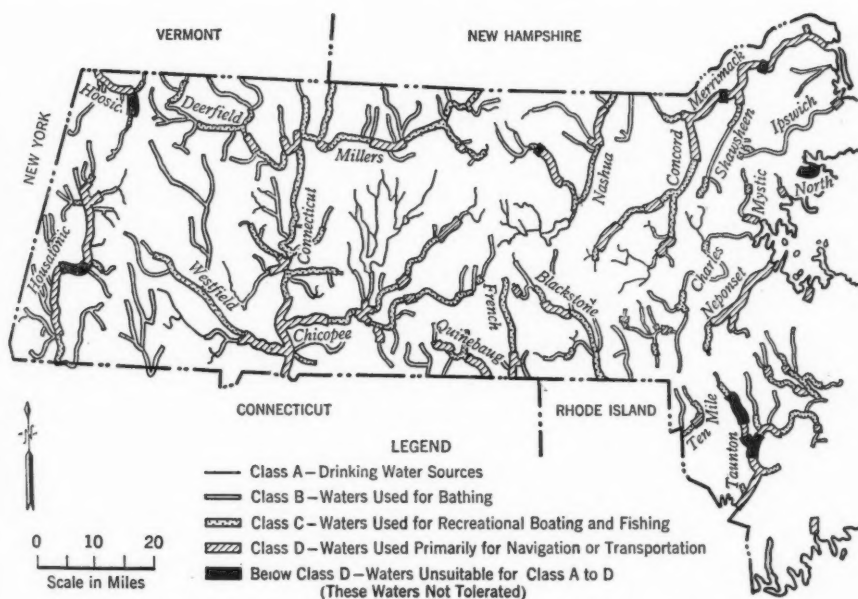 VERMONT
NEW HAMPSHIRE
NEW YORK
Hoosic
Deerfield
Millers
Merrimack
Nashua
Concord
Shawsheen
Ipswich
North
Mystic
Housatonic
Connecticut
Westfield
Chicopee
Quinebaug
French
Blackstone
Charles
Neponset
CONNECTICUT
RHODE ISLAND
Ten Mile
Taunton
N
LEGEND
Class A–Drinking Water Sources
Class B–Waters Used for Bathing
Class C–Waters Used for Recreational Boating and Fishing
Class D–Waters Used Primarily for Navigation or Transportation
Below Class D–Waters Unsuitable for Class A to D
(These Waters Not Tolerated)
0 10 20
Scale in Miles